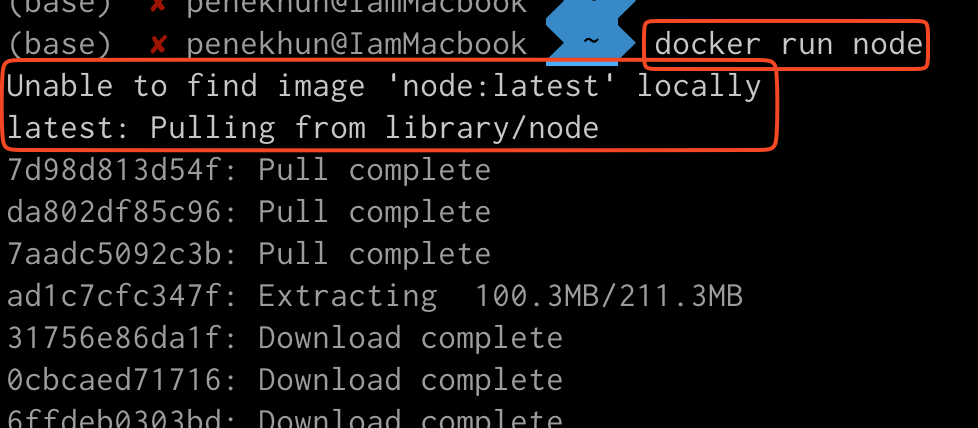 (base) ✘ penekhun@IamMacbook
(base) ✘ penekhun@IamMacbook ~ docker run node
Unable to find image 'node:latest' locally
latest: Pulling from library/node
7d98d813d54f: Pull complete
da802df85c96: Pull complete
7aadc5092c3b: Pull complete
ad1c7cfc347f: Extracting 100.3MB/211.3MB
31756e86da1f: Download complete
0cbcaed71716: Download complete
6ffdeb0303bd: Download complete